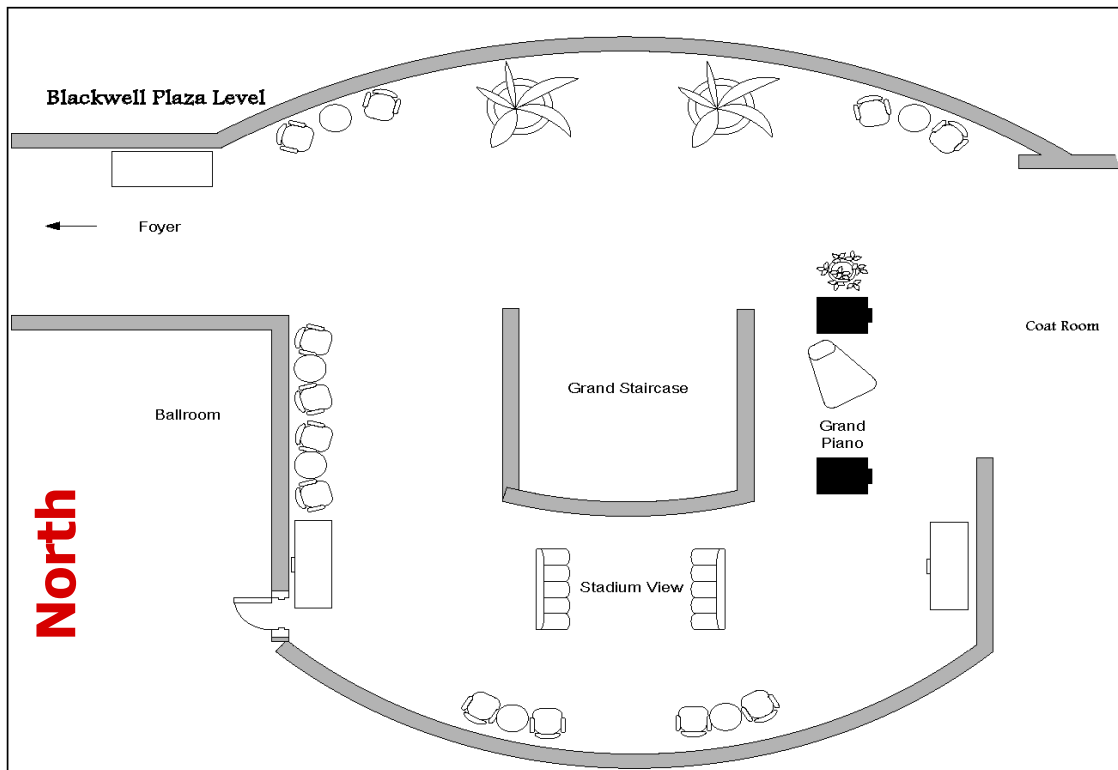 Blackwell Plaza Level
Foyer
Coat Room
Grand Staircase
Ballroom
Grand
Piano
North
Stadium View